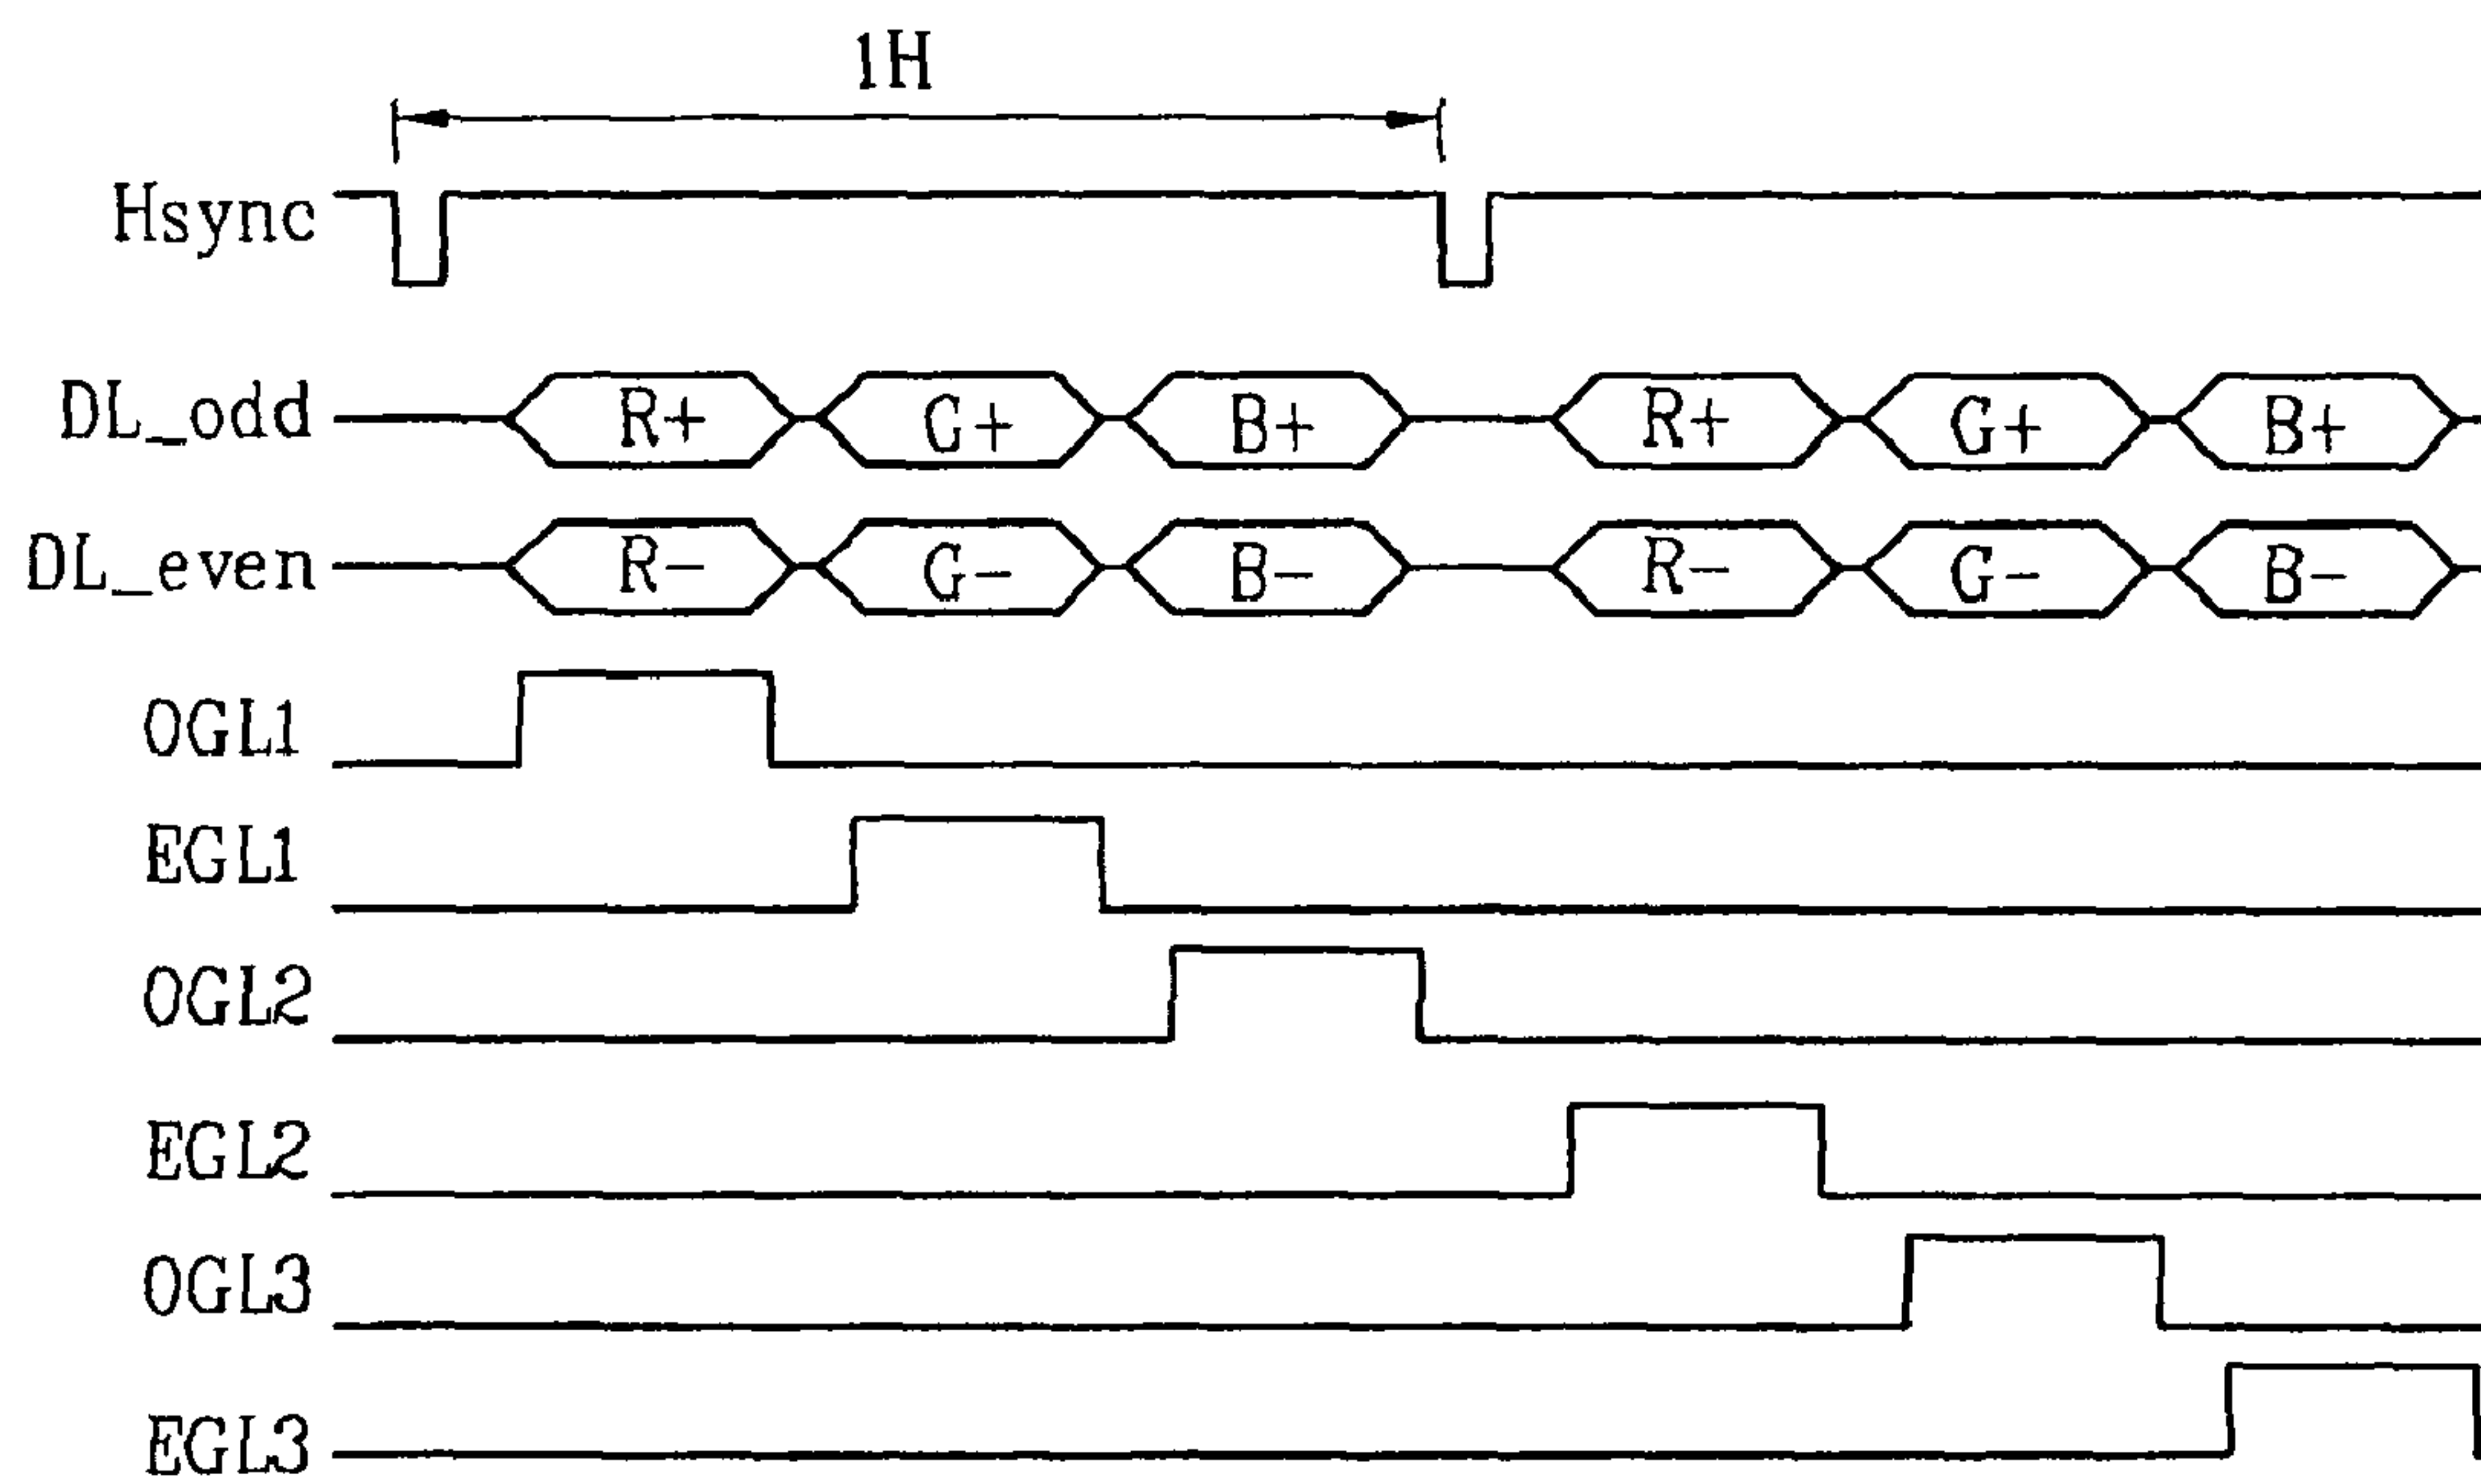 1H
Hsync
DL_odd R+ G+ B+ R+ G+ B+
DL_even R- G- B- R- G- B-
OGL1
EGL1
OGL2
EGL2
OGL3
EGL3